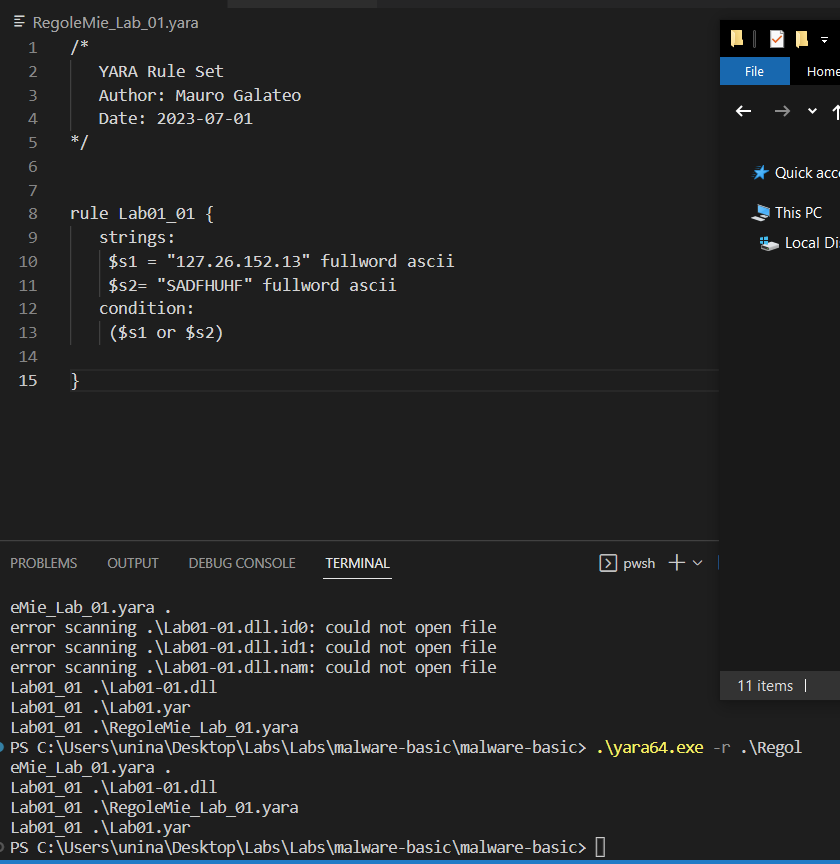 RegoleMie_Lab_01.yara
1 /*
2 YARA Rule Set
3 Author: Mauro Galateo
4 Date: 2023-07-01
5 */
6
7
8 rule Lab01_01 {
9 strings:
10 $s1 = "127.26.152.13" fullword ascii
11 $s2= "SADFHUHF" fullword ascii
12 condition:
13 ($s1 or $s2)
14
15 }
File Home
Quick acce
This PC
Local Di
11 items
PROBLEMS OUTPUT DEBUG CONSOLE TERMINAL pwsh
eMie_Lab_01.yara .
error scanning .\Lab01-01.dll.id0: could not open file
error scanning .\Lab01-01.dll.id1: could not open file
error scanning .\Lab01-01.dll.nam: could not open file
Lab01_01 .\Lab01-01.dll
Lab01_01 .\Lab01.yar
Lab01_01 .\RegoleMie_Lab_01.yara
PS C:\Users\unina\Desktop\Labs\Labs\malware-basic\malware-basic> .\yara64.exe -r .\Regol
eMie_Lab_01.yara .
Lab01_01 .\Lab01-01.dll
Lab01_01 .\RegoleMie_Lab_01.yara
Lab01_01 .\Lab01.yar
PS C:\Users\unina\Desktop\Labs\Labs\malware-basic\malware-basic>